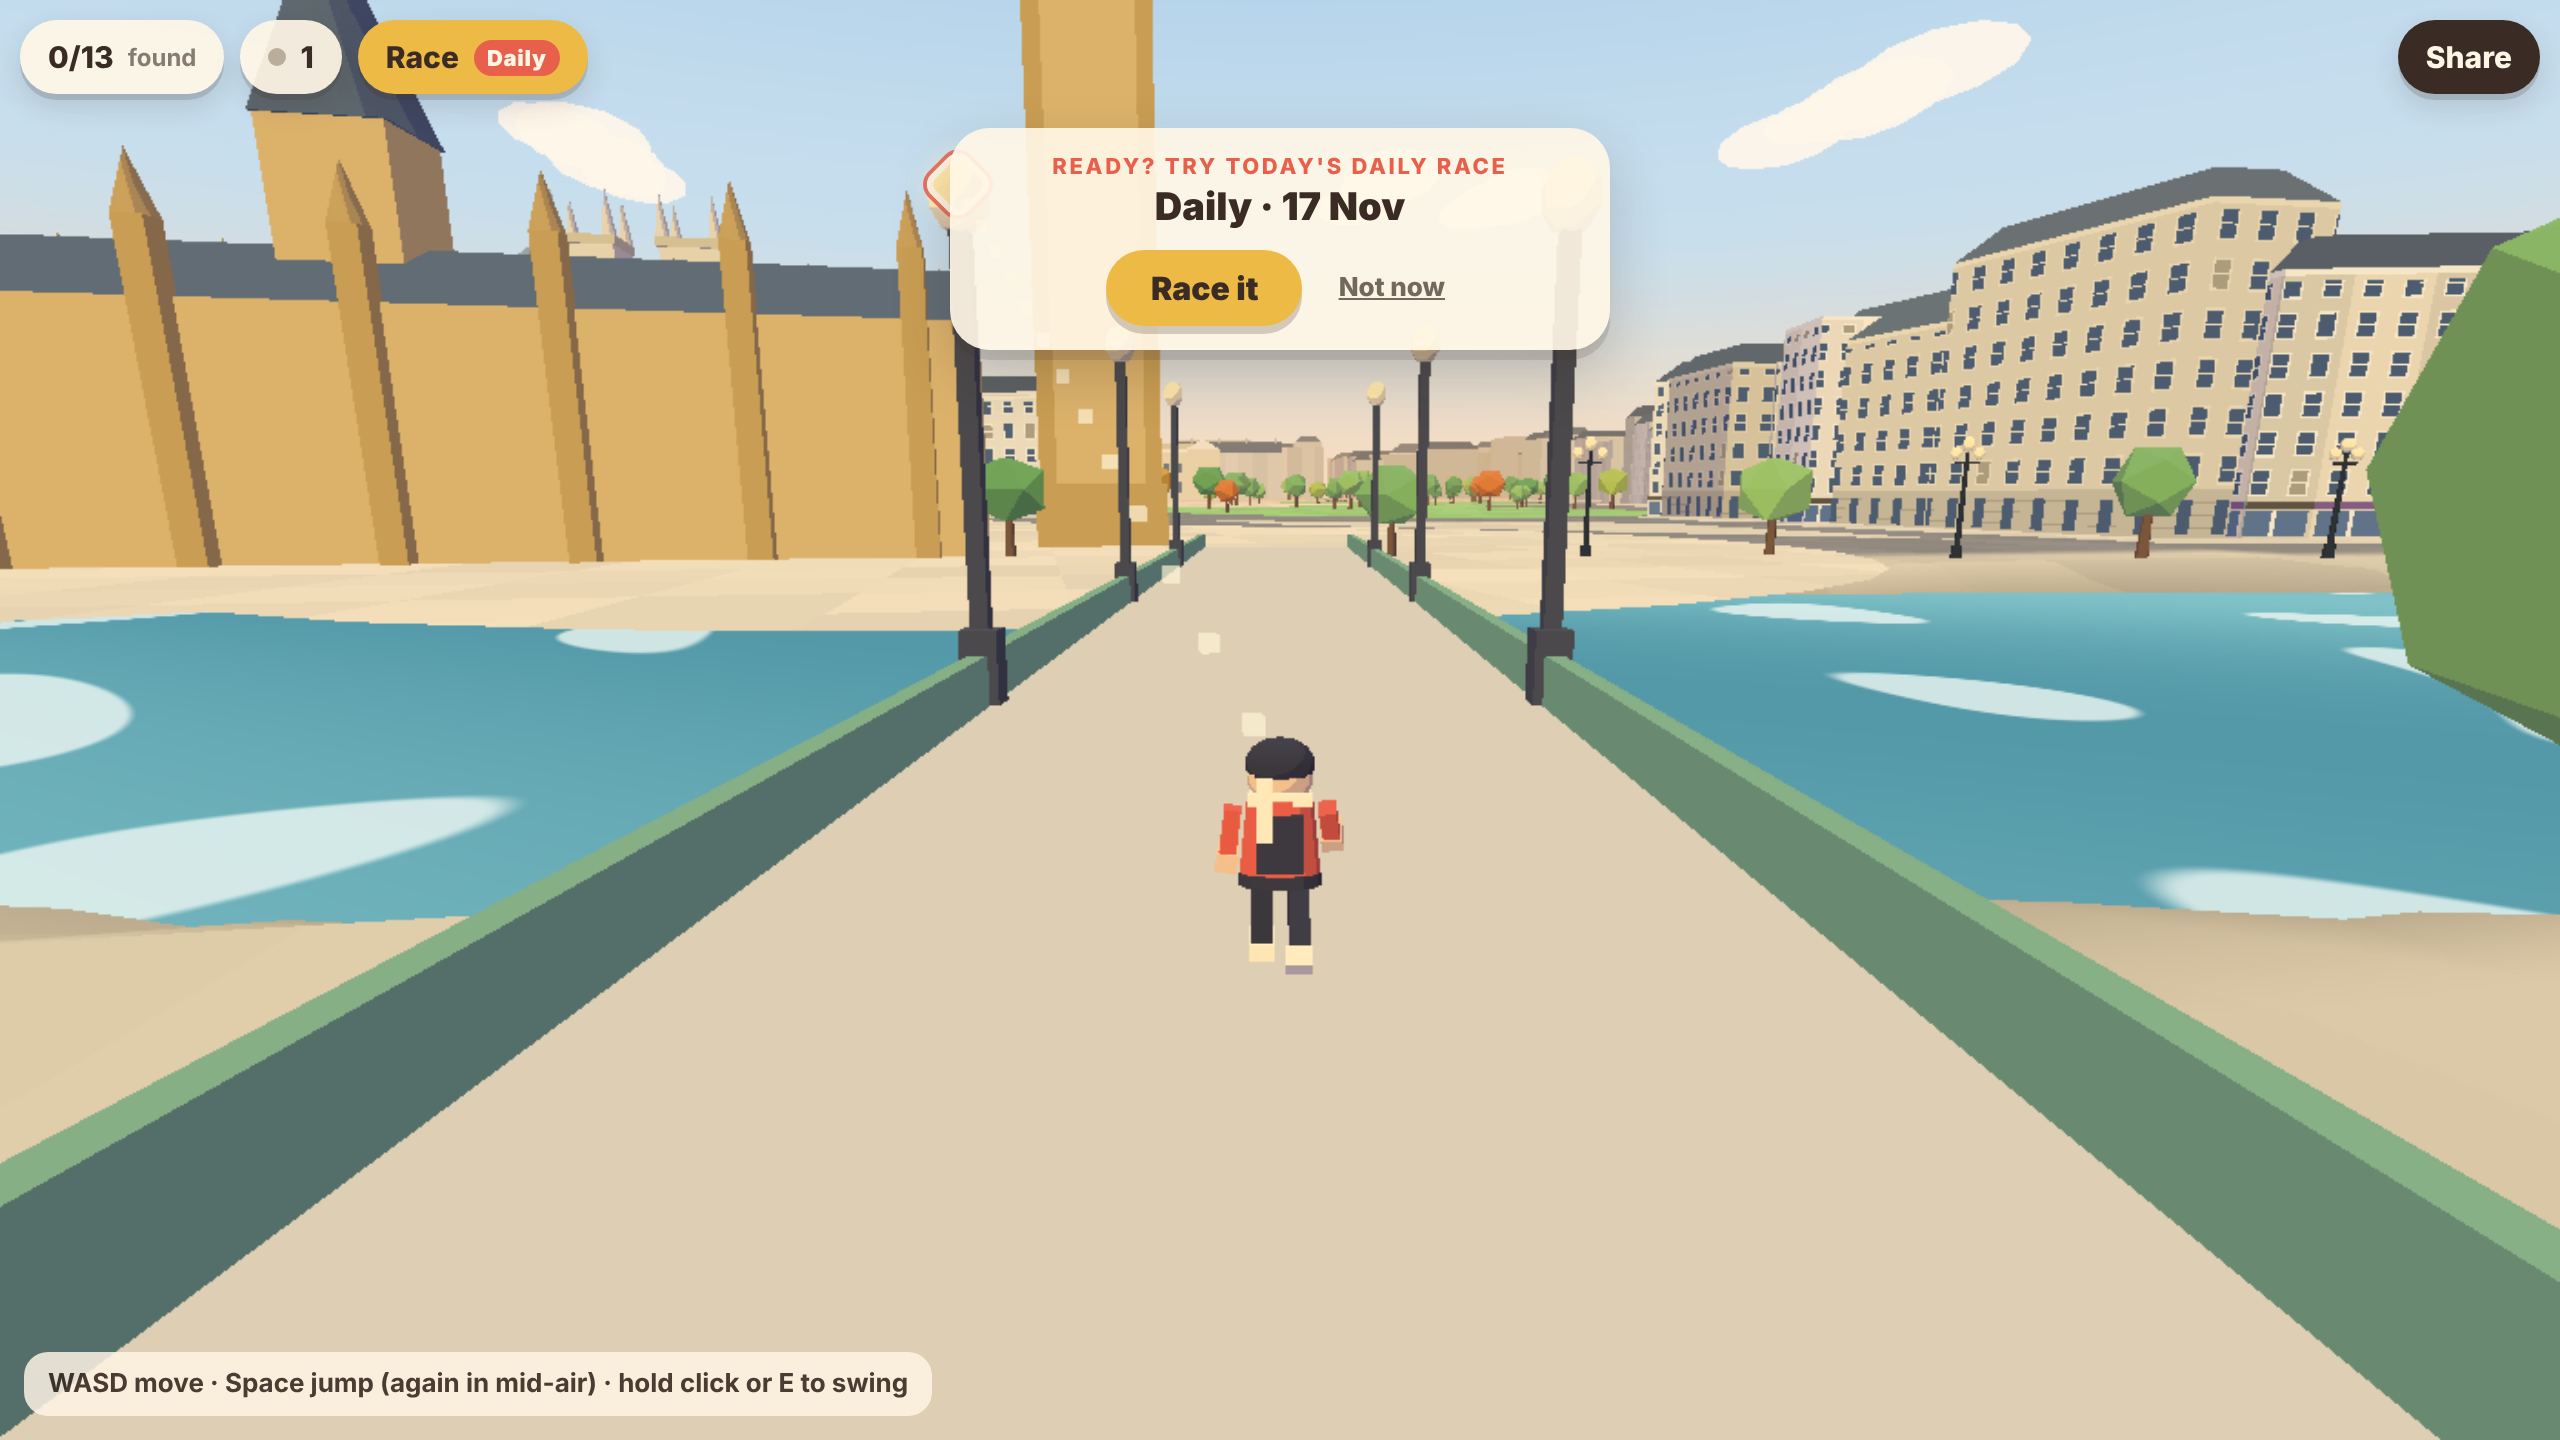 0/13 found
1
Race Daily
Share
READY? TRY TODAY'S DAILY RACE
Daily · 17 Nov
Race it
Not now
WASD move · Space jump (again in mid-air) · hold click or E to swing